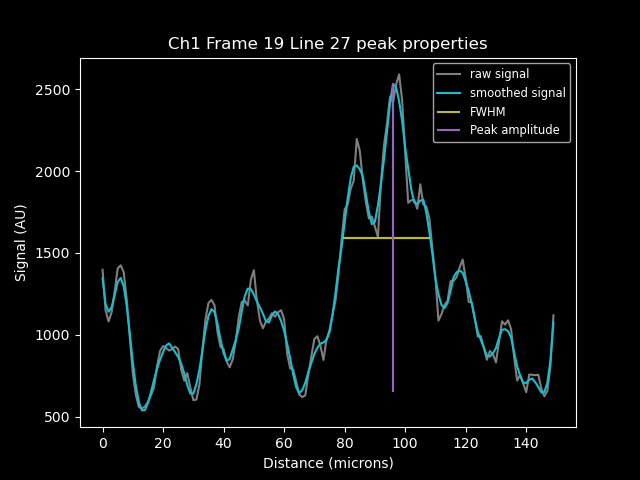 Ch1 Frame 19 Line 27 peak properties
raw signal
smoothed signal
FWHM
Peak amplitude
Signal (AU)
2500
2000
1500
1000
500
0 20 40 60 80 100 120 140
Distance (microns)